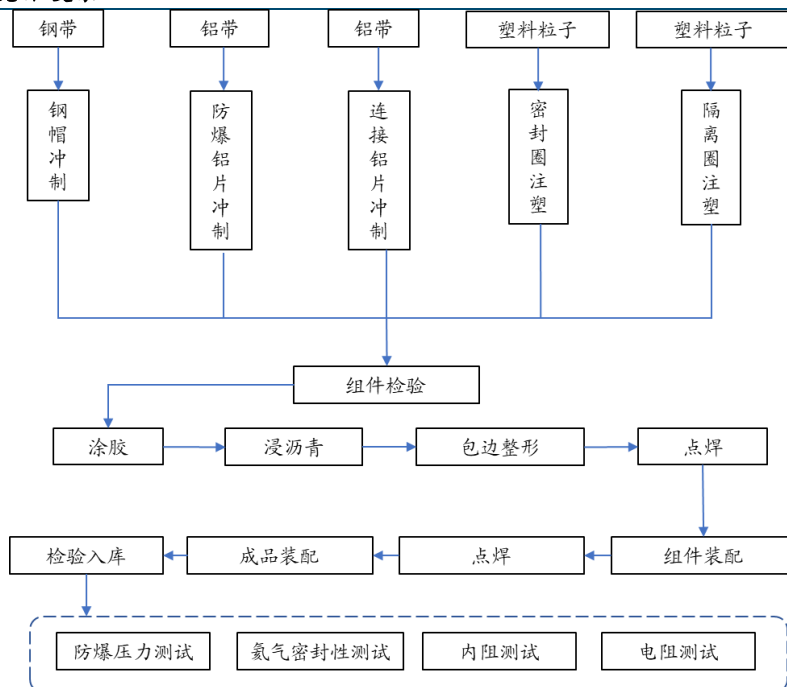 钢带
铝带
铝带
塑料粒子
塑料粒子
钢帽冲制
防爆铝片冲制
连接铝片冲制
密封圈注塑
隔离圈注塑
组件检验
涂胶
浸沥青
包边整形
点焊
检验入库
成品装配
点焊
组件装配
防爆压力测试
氦气密封性测试
内阻测试
电阻测试